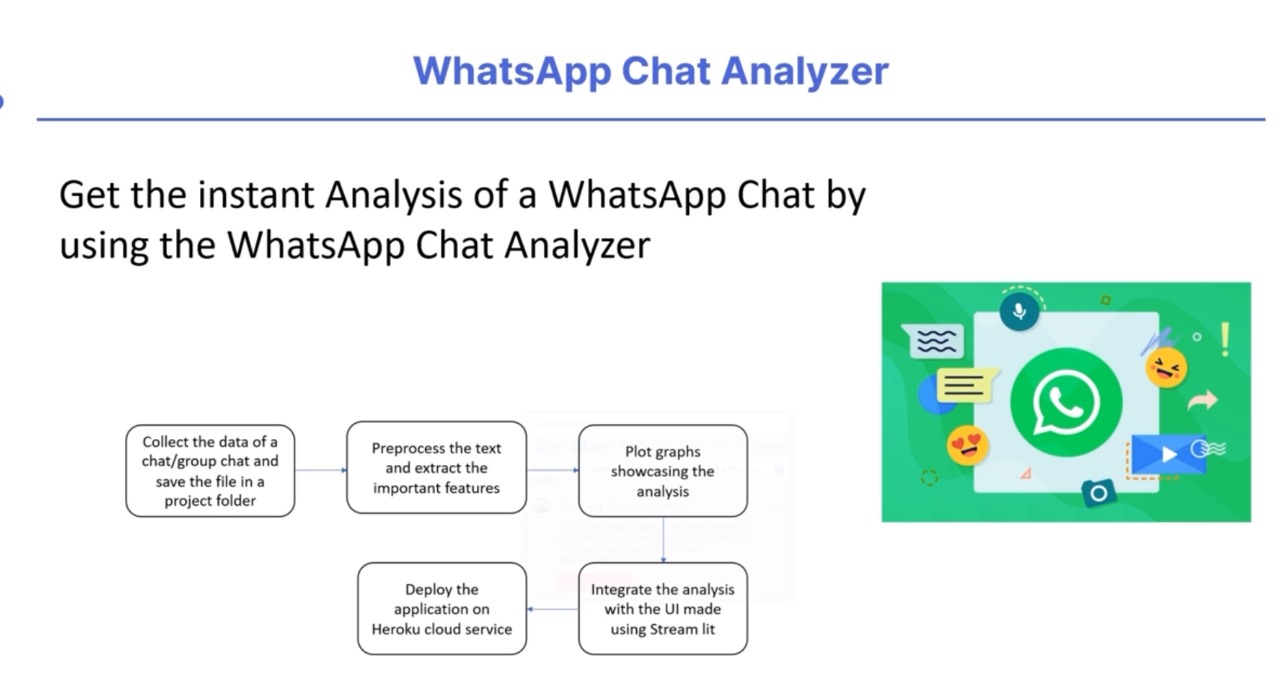 WhatsApp Chat Analyzer
Get the instant Analysis of a WhatsApp Chat by
using the WhatsApp Chat Analyzer
Collect the data of a
chat/group chat and
save the file in a
project folder
Preprocess the text
and extract the
important features
Plot graphs
showcasing the
analysis
Integrate the analysis
with the UI made
using Stream lit
Deploy the
application on
Heroku cloud service